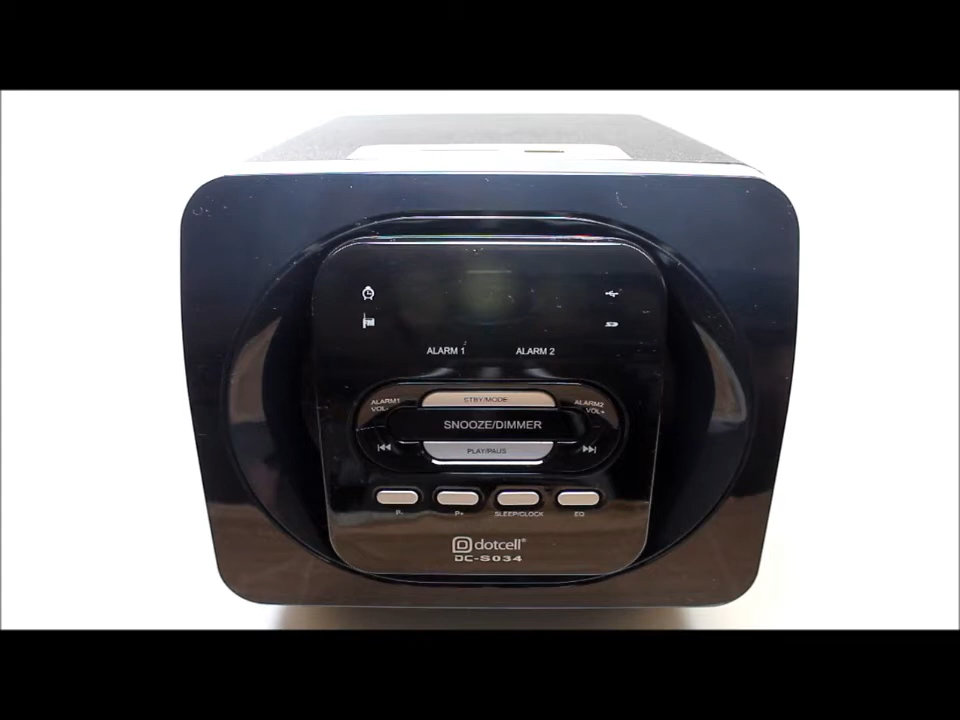 FM
ALARM 1 ALARM 2
ALARM1
VOL-
STBY/MODE
ALARM2
VOL+
SNOOZE/DIMMER
PLAY/PAUS
P- P+ SLEEP/CLOCK EQ
dotcell®
DC-S034